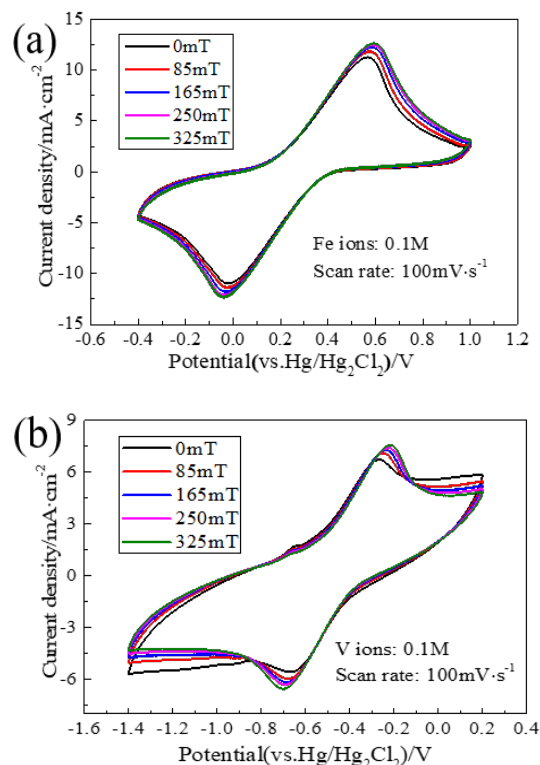 (a)
0mT
85mT
165mT
250mT
325mT
Fe ions: 0.1M
Scan rate: 100mV·s⁻¹
Current density/mA·cm⁻²
15
10
5
0
-5
-10
-15
-0.6 -0.4 -0.2 0.0 0.2 0.4 0.6 0.8 1.0 1.2
Potential(vs.Hg/Hg₂Cl₂)/V
(b)
0mT
85mT
165mT
250mT
325mT
V ions: 0.1M
Scan rate: 100mV·s⁻¹
Current density/mA·cm⁻²
9
6
3
0
-3
-6
-1.6 -1.4 -1.2 -1.0 -0.8 -0.6 -0.4 -0.2 0.0 0.2 0.4
Potential(vs.Hg/Hg₂Cl₂)/V